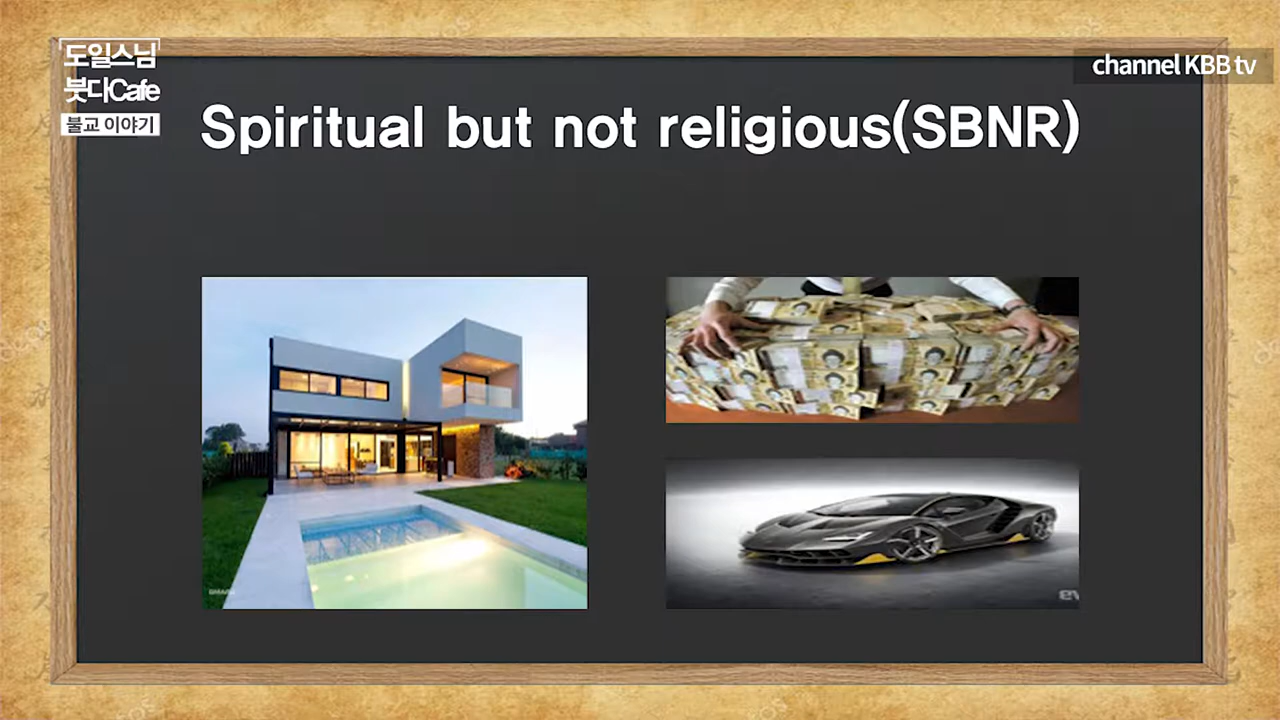 도일스님
붓다Cafe
불교 이야기
channel KBB tv
Spiritual but not religious(SBNR)